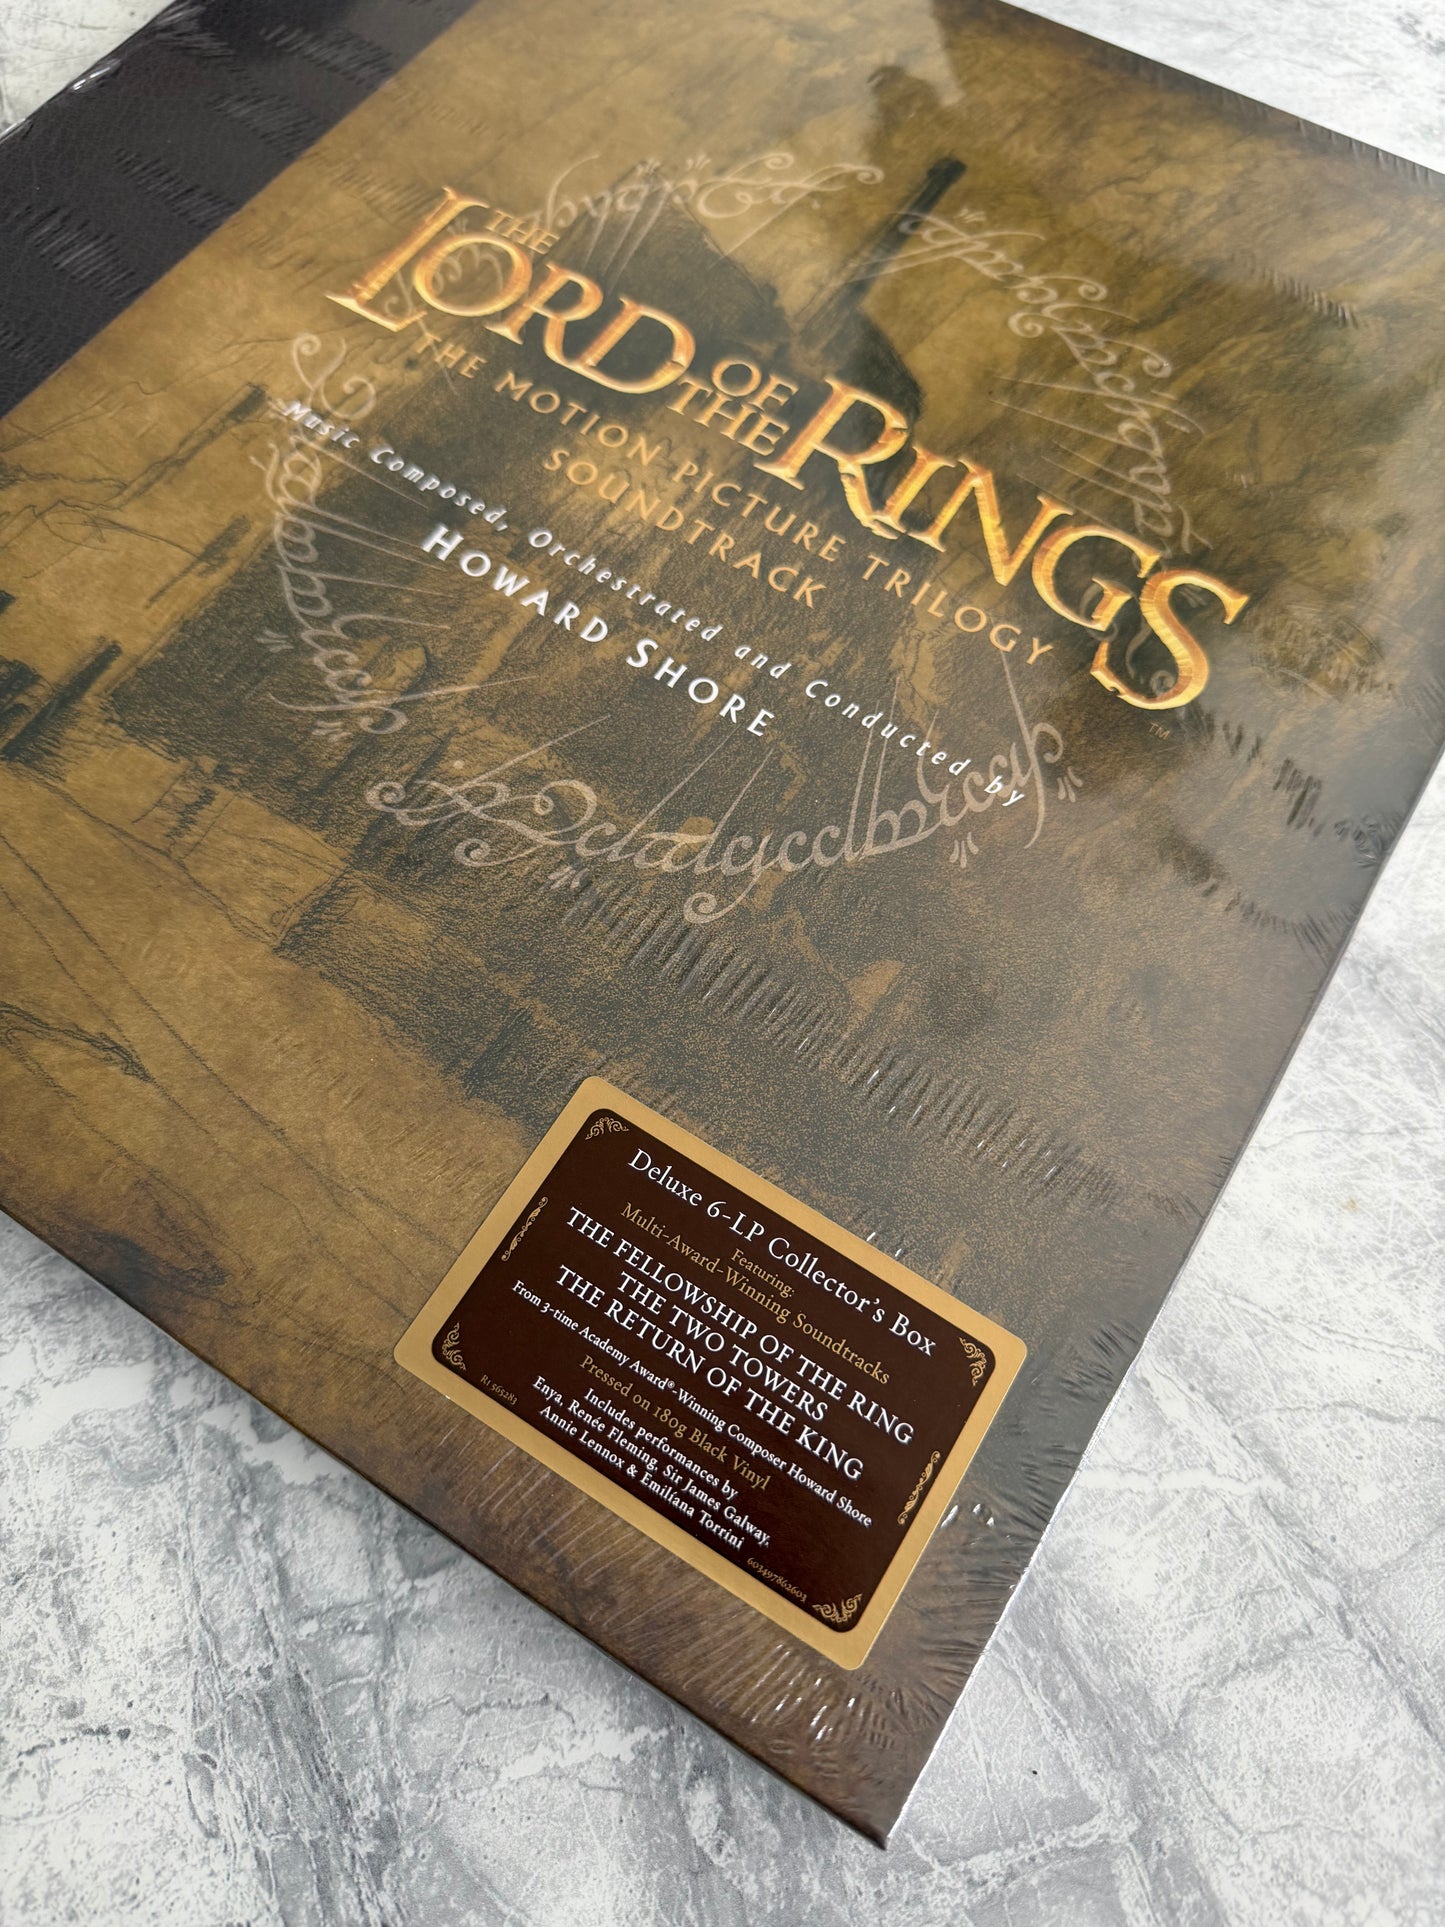 THE
LORD OF THE RINGS
THE MOTION PICTURE TRILOGY
SOUNDTRACK
Music Composed, Orchestrated and Conducted by
HOWARD SHORE
TM
Deluxe 6-LP Collector's Box
Featuring:
Multi-Award-Winning Soundtracks
THE FELLOWSHIP OF THE RING
THE TWO TOWERS
THE RETURN OF THE KING
From 3-time Academy Award®-Winning Composer Howard Shore
Pressed on 180g Black Vinyl
Includes performances by
Enya, Renée Fleming, Sir James Galway,
Annie Lennox & Emilíana Torrini
R1 563283
603497862603